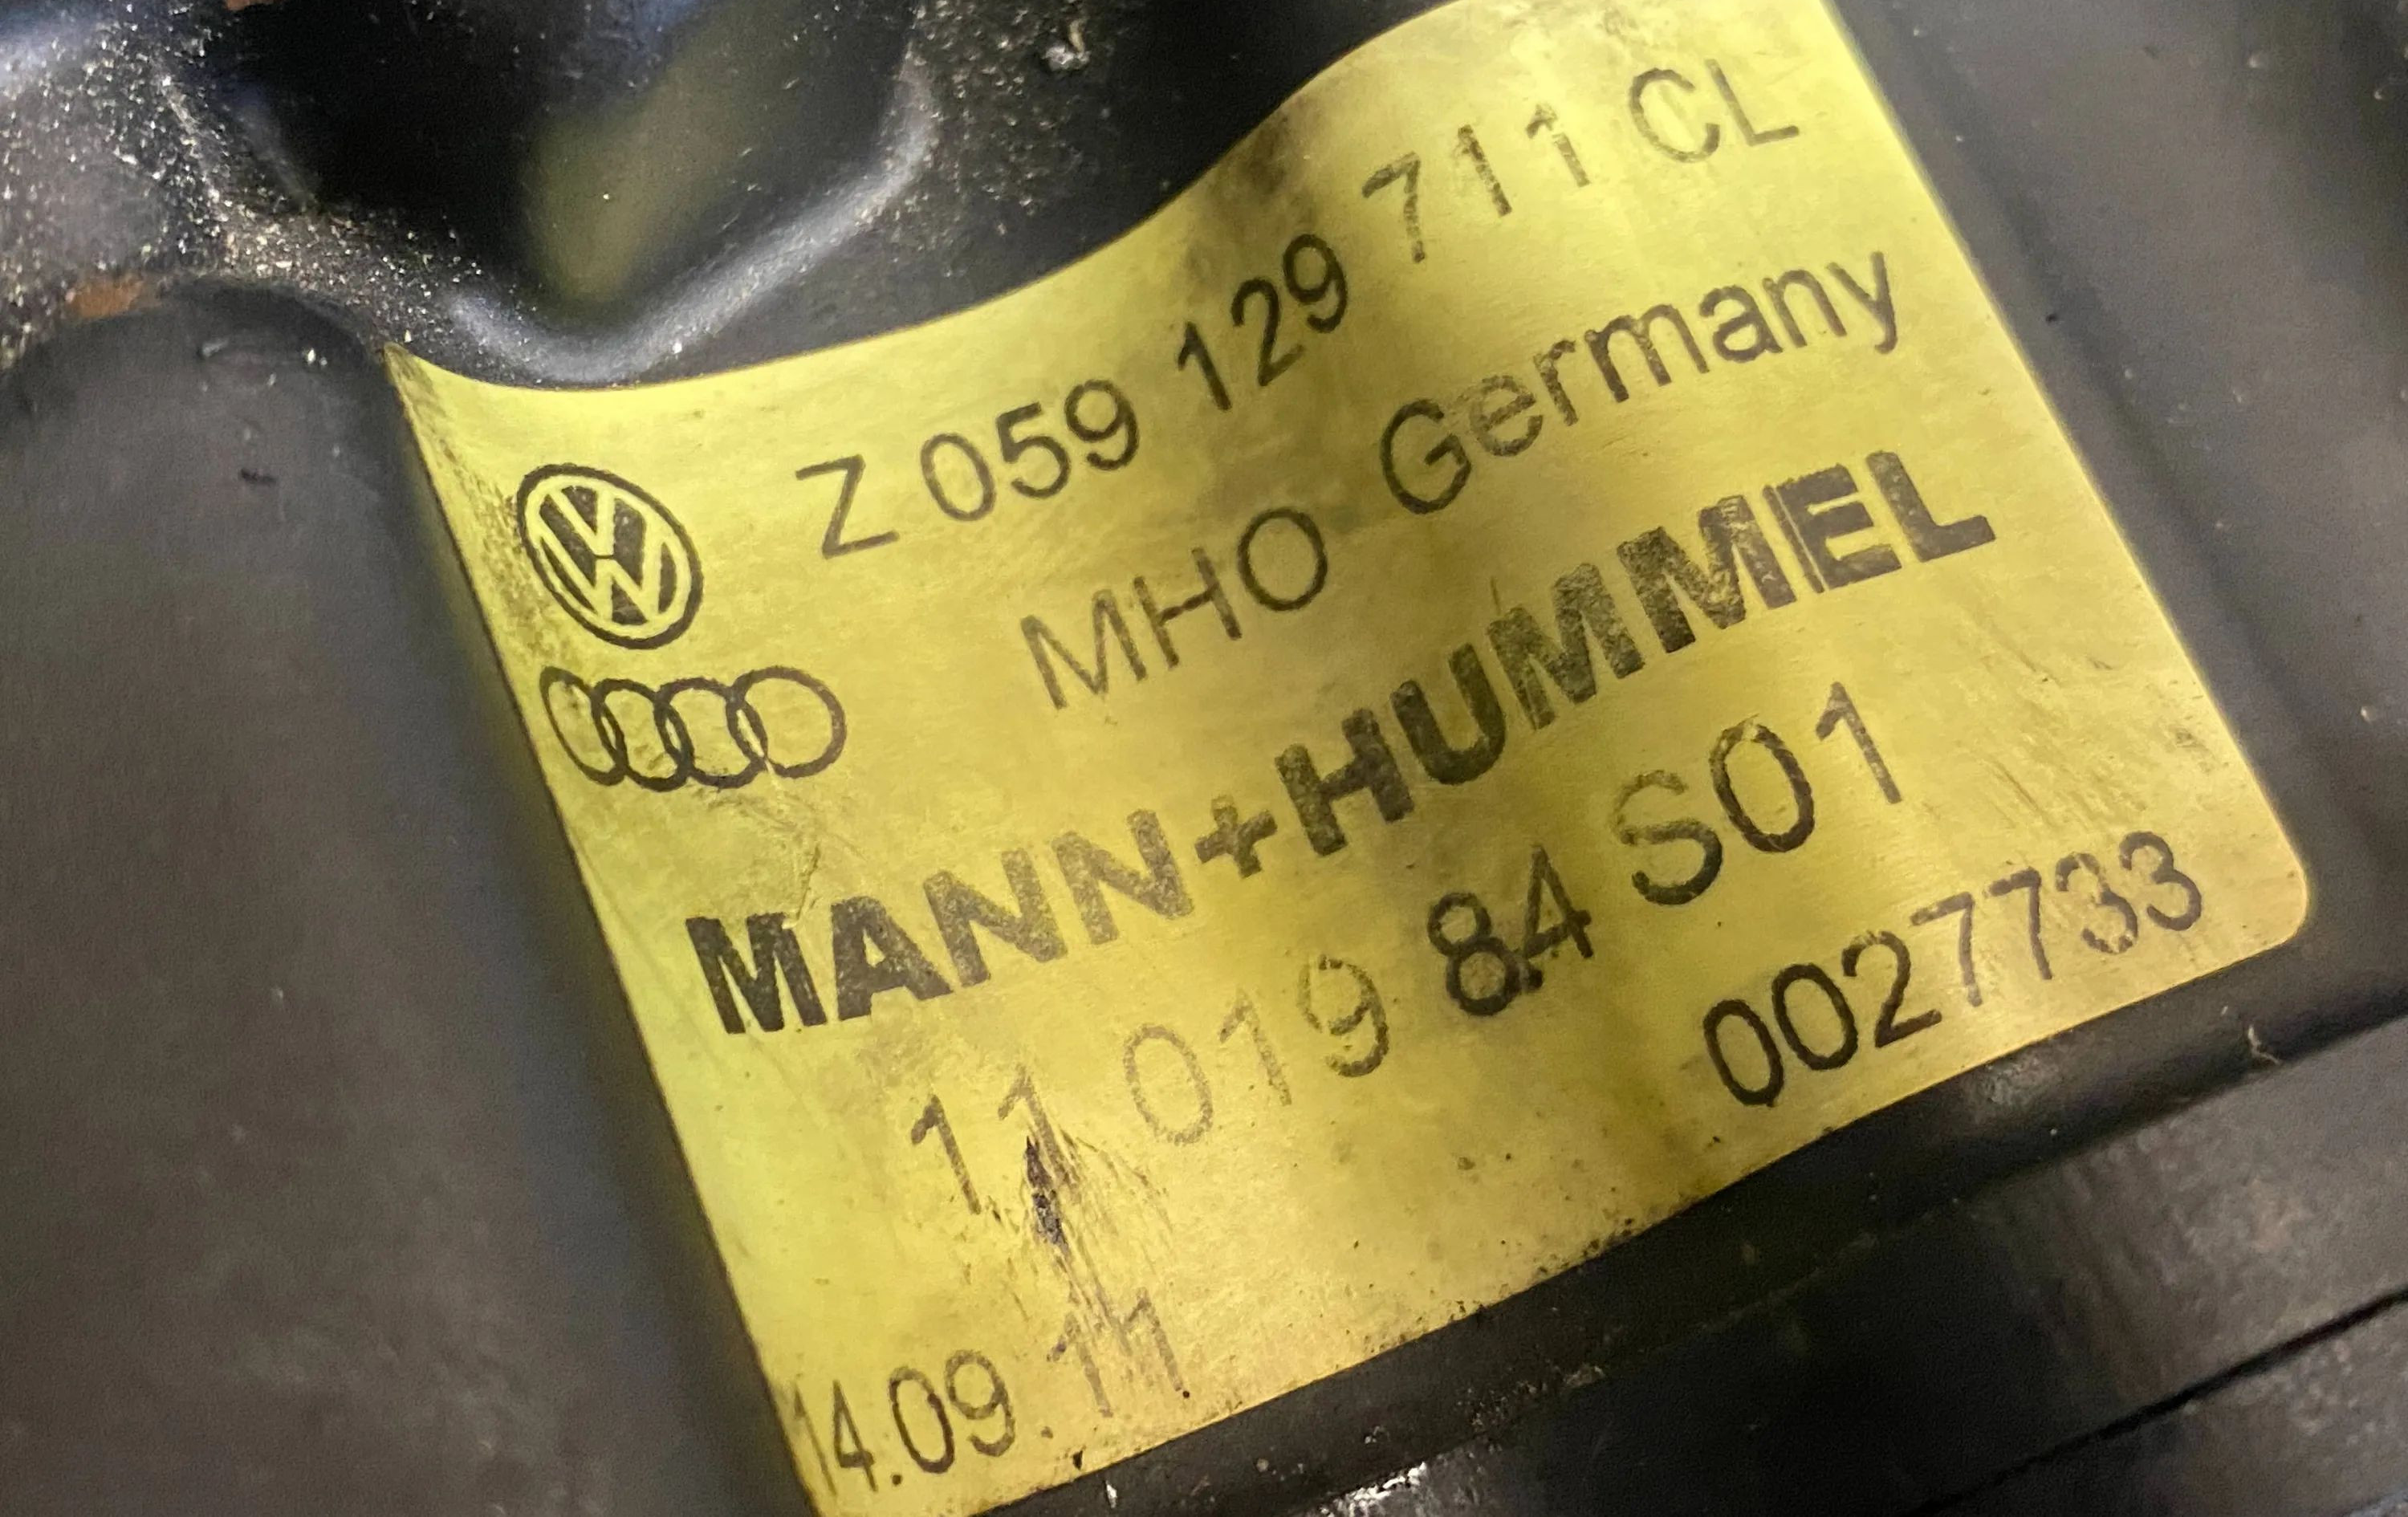 Z 059 129 711 CL
MHO Germany
MANN+HUMMEL
11 019 84 S01
0027733
14.09.11